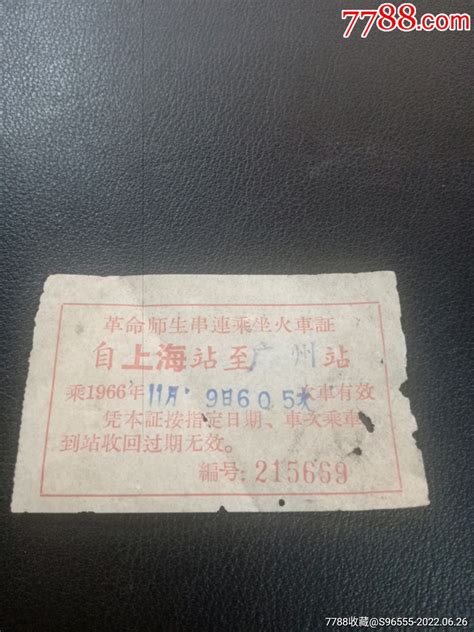 7788.com
革命师生串連乘坐火車証
自上海站至广州站
乘1966年11月9日605次車有效
凭本証按指定日期、車次乘車
到站收回过期无效。
編号:215669
7788收藏@S96555-2022.06.26